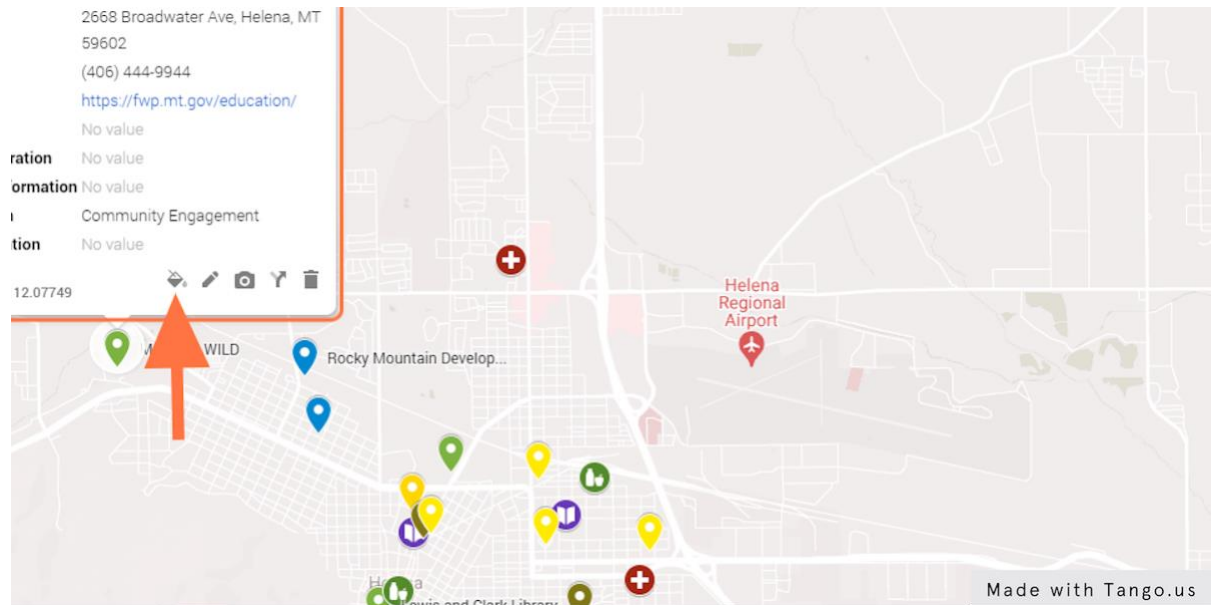 2668 Broadwater Ave, Helena, MT
59602
(406) 444-9944
https://fwp.mt.gov/education/
No value
ration No value
ormation No value
Community Engagement
tion No value
12.07749
WILD
Rocky Mountain Develop...
Helena
Regional
Airport
Lewis and Clark Library
Made with Tango.us